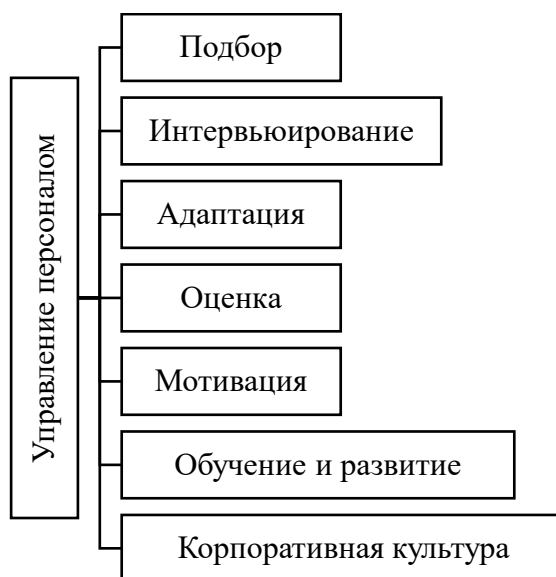 Управление персоналом
Подбор
Интервьюирование
Адаптация
Оценка
Мотивация
Обучение и развитие
Корпоративная культура